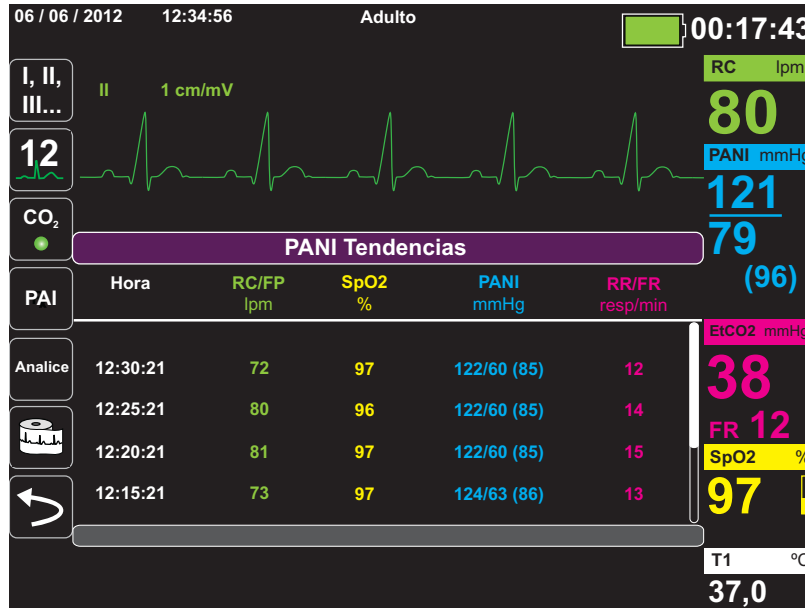 06 / 06 / 2012 12:34:56 Adulto 00:17:43
I, II,
III...
II 1 cm/mV
12
CO2
PAI
Analice
PANI Tendencias
Hora RC/FP SpO2 PANI RR/FR
lpm % mmHg resp/min
12:30:21 72 97 122/60 (85) 12
12:25:21 80 96 122/60 (85) 14
12:20:21 81 97 122/60 (85) 15
12:15:21 73 97 124/63 (86) 13
RC lpm
80
PANI mmHg
121
79
(96)
EtCO2 mmHg
38
FR 12
SpO2 %
97
T1 ºC
37,0